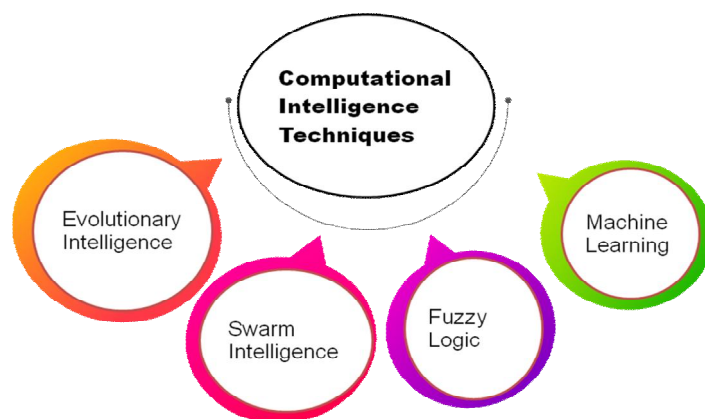 Computational
Intelligence
Techniques
Evolutionary
Intelligence
Swarm
Intelligence
Fuzzy
Logic
Machine
Learning